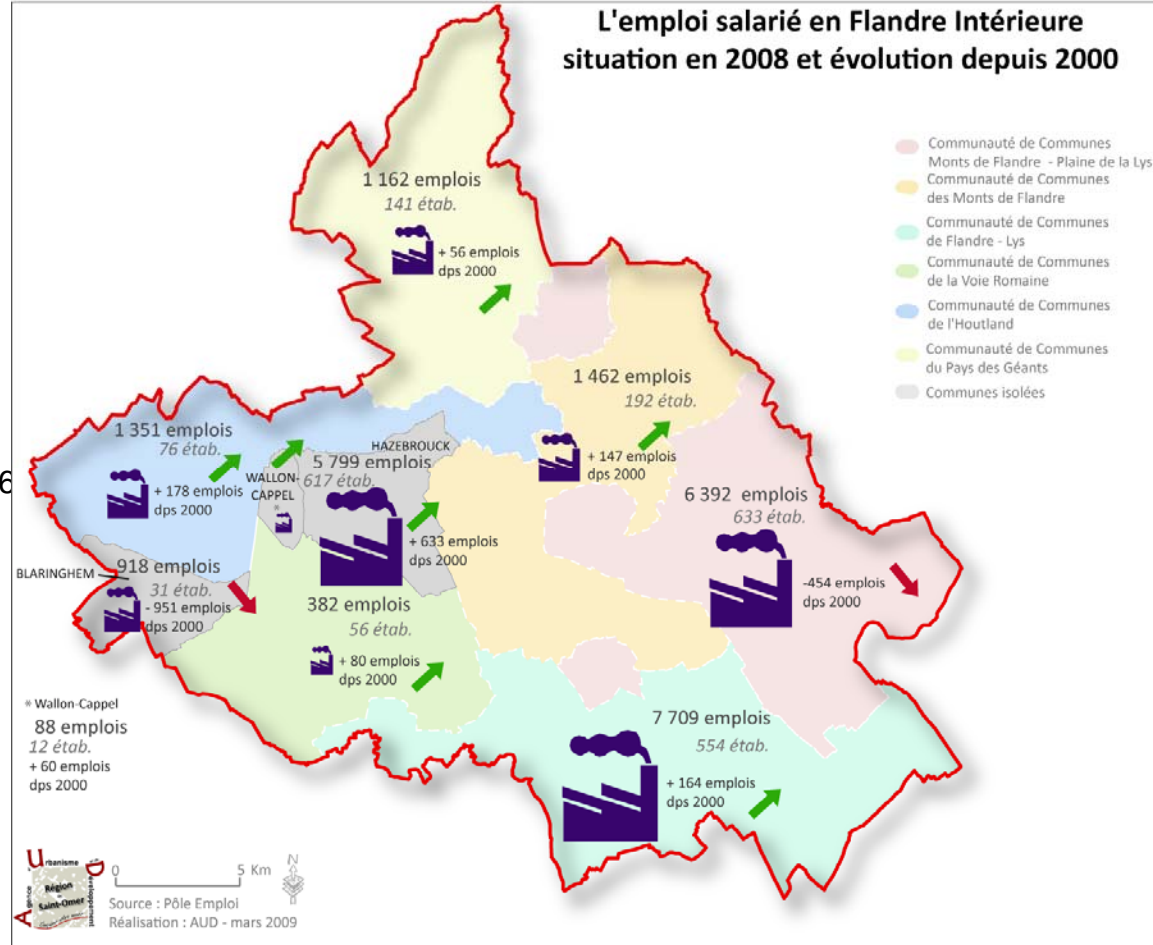 L'emploi salarié en Flandre Intérieure
situation en 2008 et évolution depuis 2000
Communauté de Communes
Monts de Flandre - Plaine de la Lys
Communauté de Communes
des Monts de Flandre
Communauté de Communes
de Flandre - Lys
Communauté de Communes
de la Voie Romaine
Communauté de Communes
de l'Houtland
Communauté de Communes
du Pays des Géants
Communes isolées
1 162 emplois
141 étab.
+ 56 emplois
dps 2000
1 462 emplois
192 étab.
+ 147 emplois
dps 2000
1 351 emplois
76 étab.
+ 178 emplois
dps 2000
HAZEBROUCK
5 799 emplois
617 étab.
+ 633 emplois
dps 2000
WALLON-
CAPPEL
*
6
6 392 emplois
633 étab.
-454 emplois
dps 2000
BLARINGHEM
918 emplois
31 étab.
- 951 emplois
dps 2000
382 emplois
56 étab.
+ 80 emplois
dps 2000
7 709 emplois
554 étab.
+ 164 emplois
dps 2000
* Wallon-Cappel
88 emplois
12 étab.
+ 60 emplois
dps 2000
Agence
Urbanisme
Développement
Région
Saint-Omer
0 5 Km
N
Source : Pôle Emploi
Réalisation : AUD - mars 2009